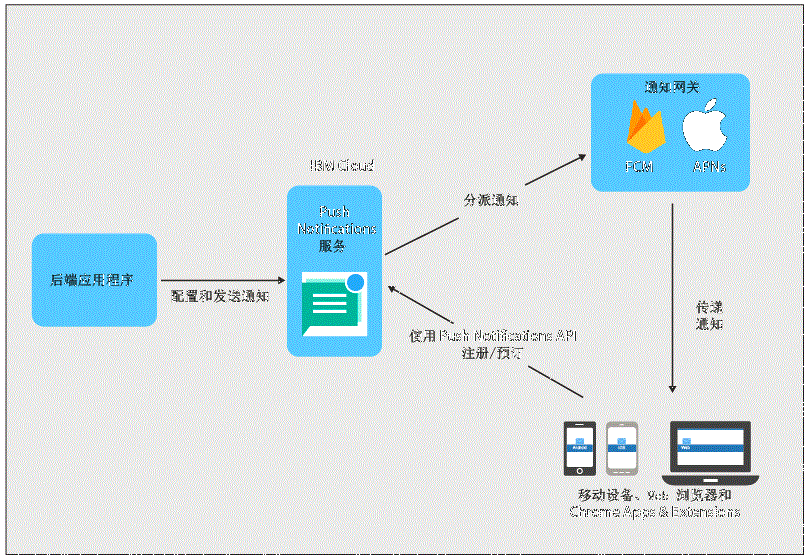 通知网关
FCM
APNs
IBM Cloud
Push
Notifications
服务
分派通知
后端应用程序
配置和发送通知
传递
通知
使用 Push Notifications API
注册/预订
Android
iOS
Web
移动设备、Web 浏览器和
Chrome Apps & Extensions